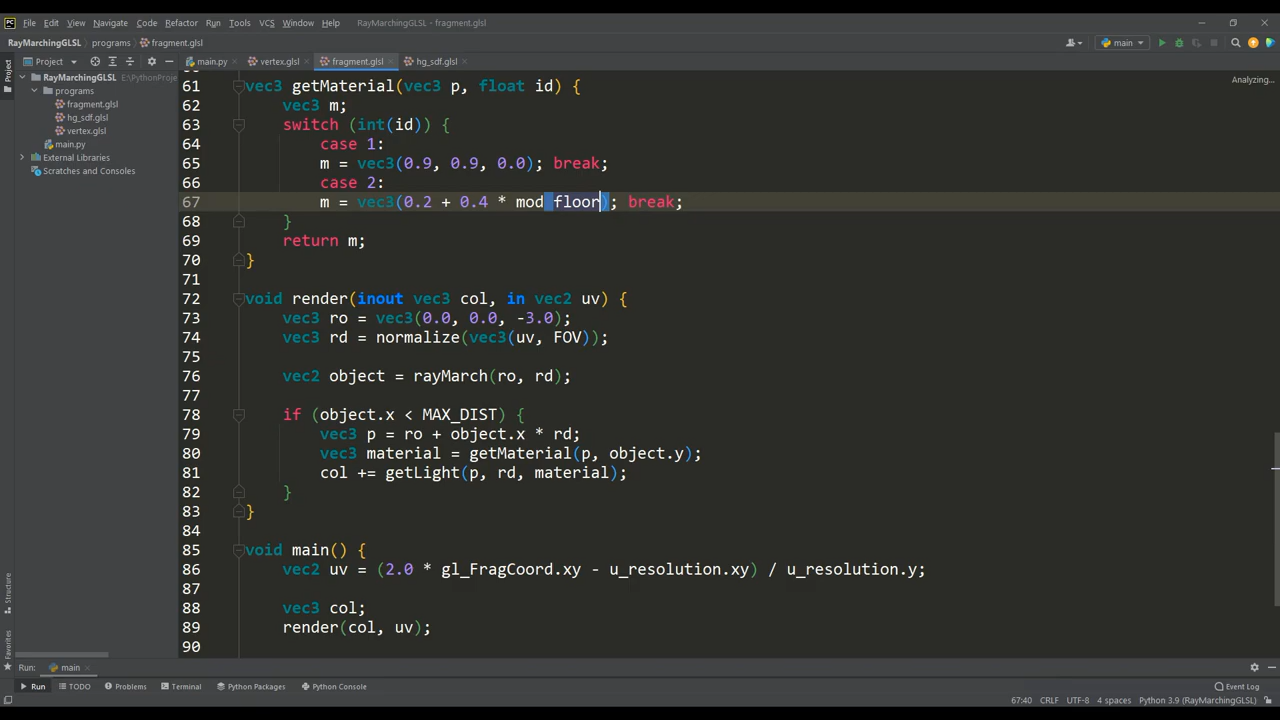 File Edit View Navigate Code Refactor Run Tools VCS Window Help RayMarchingGLSL - fragment.glsl
RayMarchingGLSL programs fragment.glsl main
Project main.py vertex.glsl fragment.glsl hg_sdf.glsl
RayMarchingGLSL E:\PythonProje
programs
fragment.glsl
hg_sdf.glsl
vertex.glsl
main.py
External Libraries
Scratches and Consoles
Project
Structure
Favorites
Analyzing...
61 vec3 getMaterial(vec3 p, float id) {
62 vec3 m;
63 switch (int(id)) {
64 case 1:
65 m = vec3(0.9, 0.9, 0.0); break;
66 case 2:
67 m = vec3(0.2 + 0.4 * mod floor); break;
68 }
69 return m;
70 }
71
72 void render(inout vec3 col, in vec2 uv) {
73 vec3 ro = vec3(0.0, 0.0, -3.0);
74 vec3 rd = normalize(vec3(uv, FOV));
75
76 vec2 object = rayMarch(ro, rd);
77
78 if (object.x < MAX_DIST) {
79 vec3 p = ro + object.x * rd;
80 vec3 material = getMaterial(p, object.y);
81 col += getLight(p, rd, material);
82 }
83 }
84
85 void main() {
86 vec2 uv = (2.0 * gl_FragCoord.xy - u_resolution.xy) / u_resolution.y;
87
88 vec3 col;
89 render(col, uv);
90
Run: main
Run TODO Problems Terminal Python Packages Python Console Event Log
67:40 CRLF UTF-8 4 spaces Python 3.9 (RayMarchingGLSL)